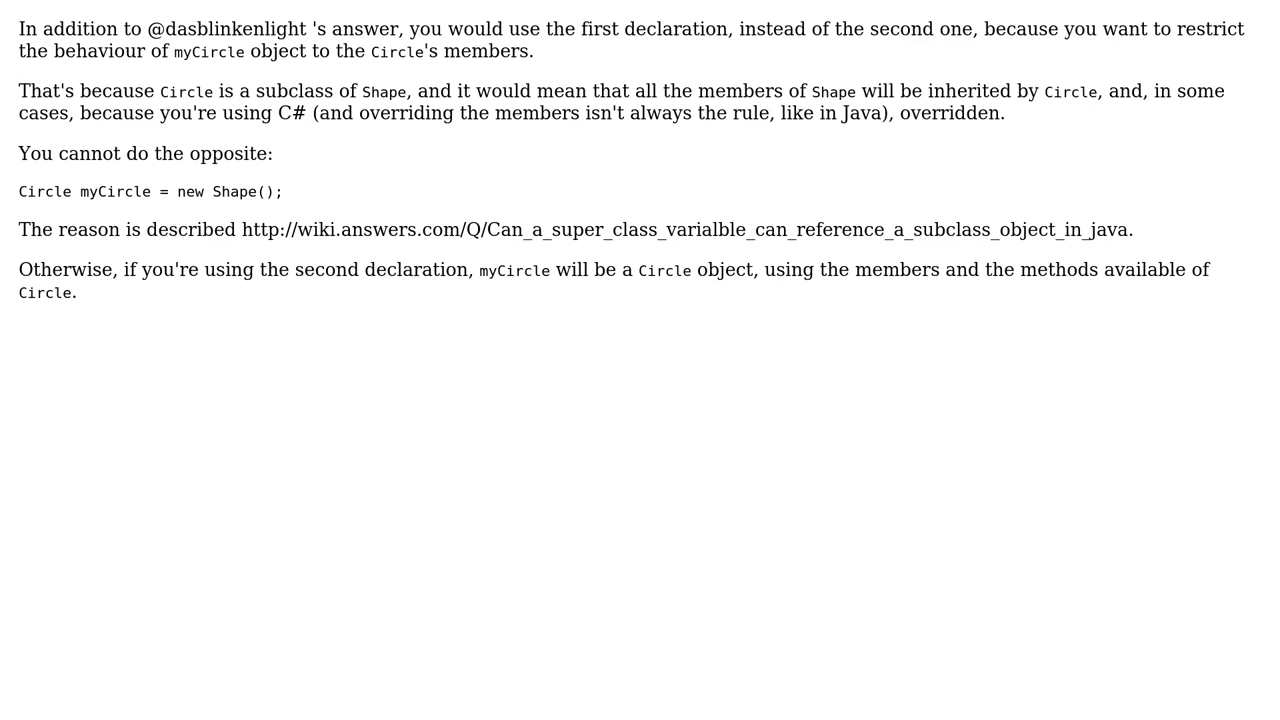 In addition to @dasblinkenlight 's answer, you would use the first declaration, instead of the second one, because you want to restrict
the behaviour of myCircle object to the Circle's members.
That's because Circle is a subclass of Shape, and it would mean that all the members of Shape will be inherited by Circle, and, in some
cases, because you're using C# (and overriding the members isn't always the rule, like in Java), overridden.
You cannot do the opposite:
Circle myCircle = new Shape();
The reason is described http://wiki.answers.com/Q/Can_a_super_class_varialble_can_reference_a_subclass_object_in_java.
Otherwise, if you're using the second declaration, myCircle will be a Circle object, using the members and the methods available of
Circle.